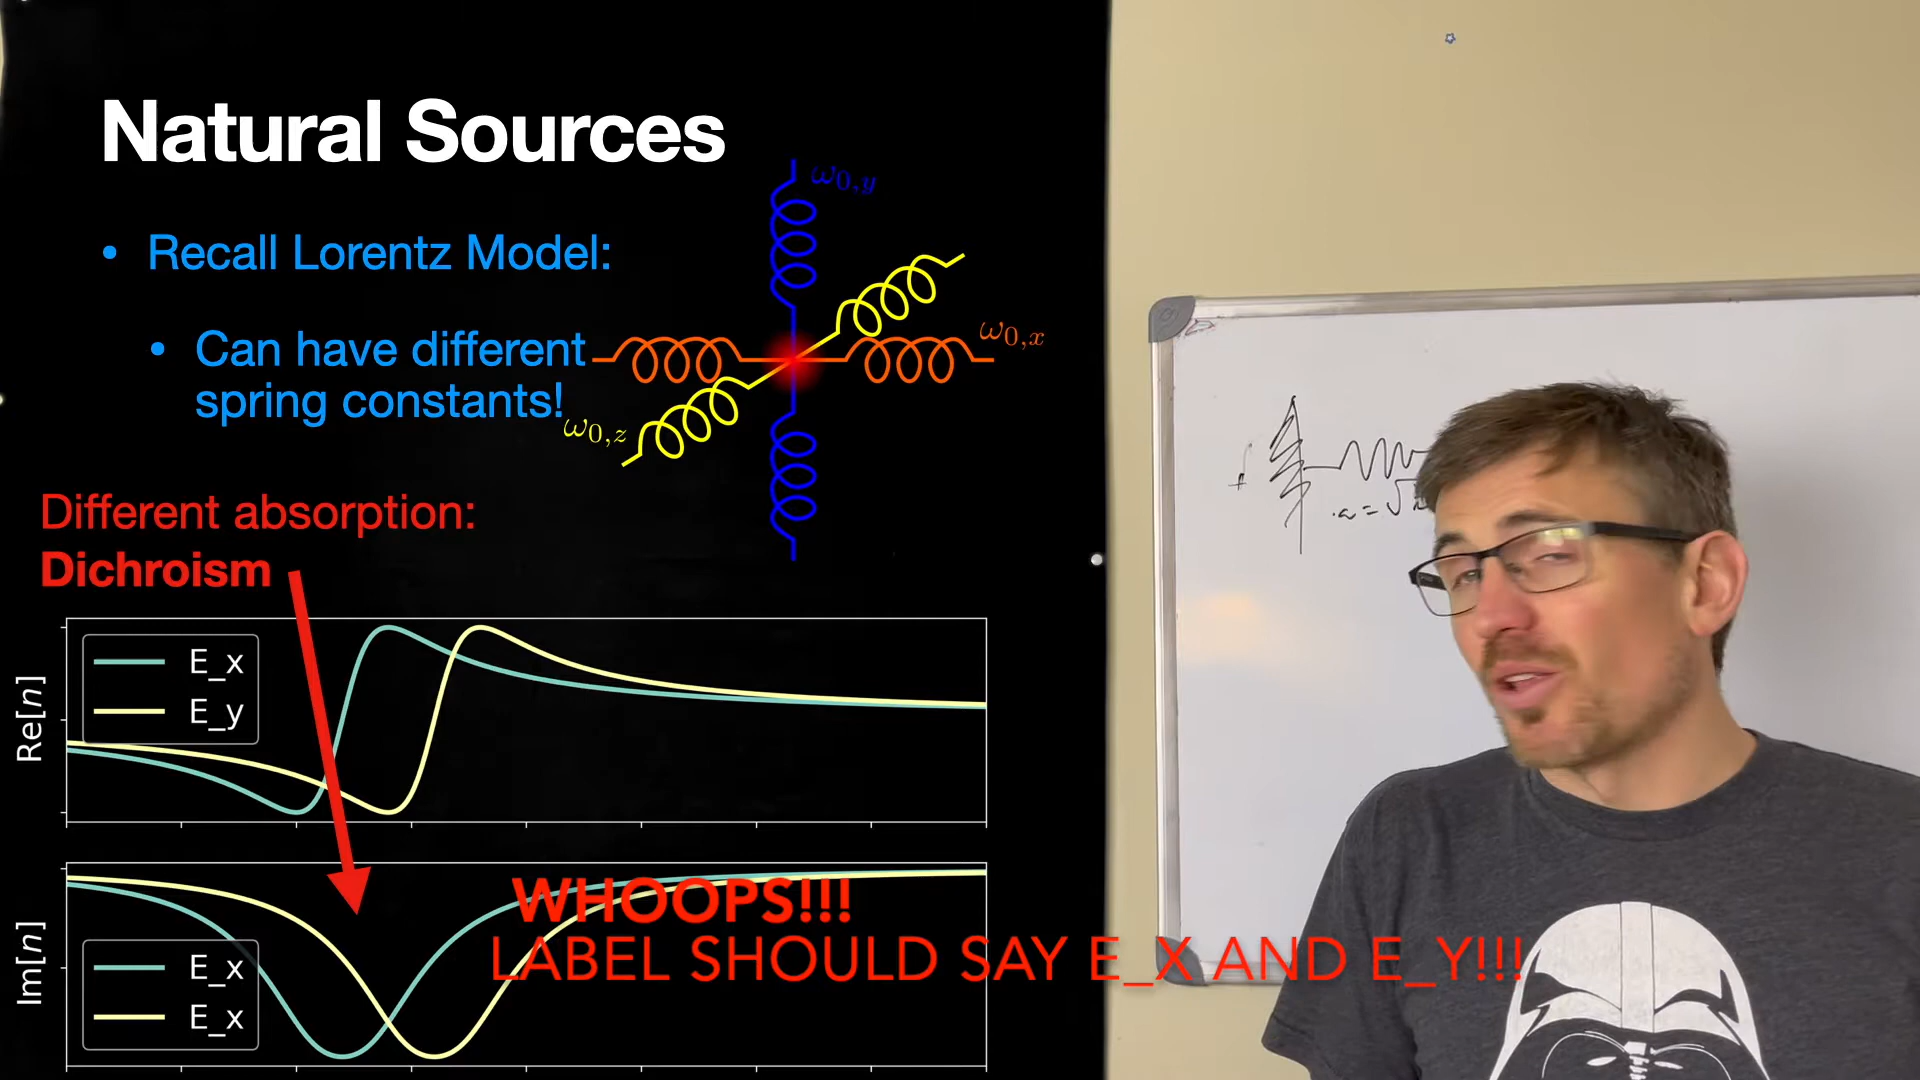 Natural Sources
ω0,y
• Recall Lorentz Model:
ω0,x
• Can have different
spring constants!
ω0,z
Different absorption:
Dichroism
E_x
E_y
Re[n]
WHOOPS!!!
LABEL SHOULD SAY E_X AND E_Y!!!
E_x
E_x
Im[n]